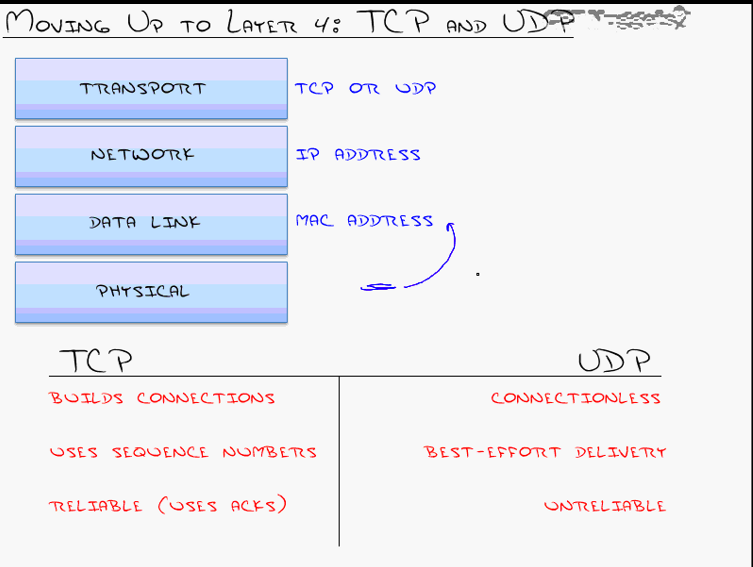 MOVING UP TO LAYER 4: TCP AND UDP
TRANSPORT TCP OR UDP
NETWORK IP ADDRESS
DATA LINK MAC ADDRESS
PHYSICAL
TCP UDP
BUILDS CONNECTIONS CONNECTIONLESS
USES SEQUENCE NUMBERS BEST-EFFORT DELIVERY
RELIABLE (USES ACKS) UNRELIABLE